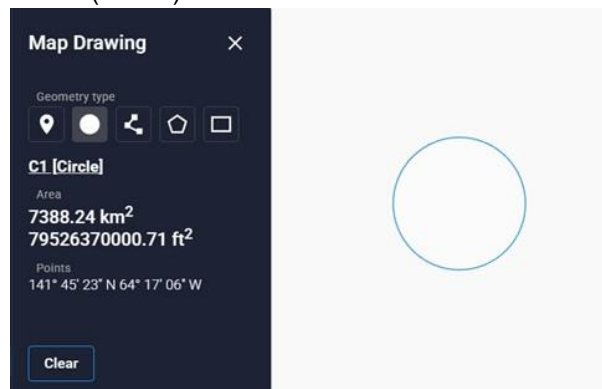 Map Drawing
Geometry type
C1 [Circle]
Area
7388.24 km²
79526370000.71 ft²
Points
141° 45' 23" N 64° 17' 06" W
Clear